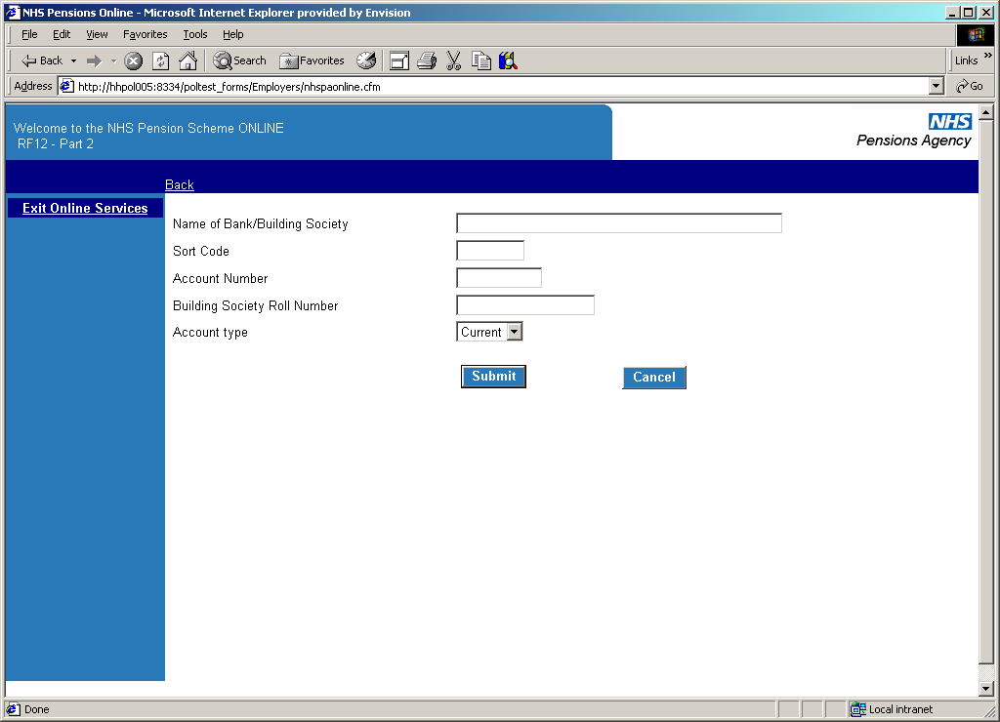 NHS Pensions Online - Microsoft Internet Explorer provided by Envision
File Edit View Favorites Tools Help
Back Search Favorites Links »
Address http://hhpol005:8334/poltest_forms/Employers/nhspaonline.cfm Go
Welcome to the NHS Pension Scheme ONLINE
RF12 - Part 2
NHS
Pensions Agency
Back
Exit Online Services
Name of Bank/Building Society
Sort Code
Account Number
Building Society Roll Number
Account type Current
Submit Cancel
Done Local intranet